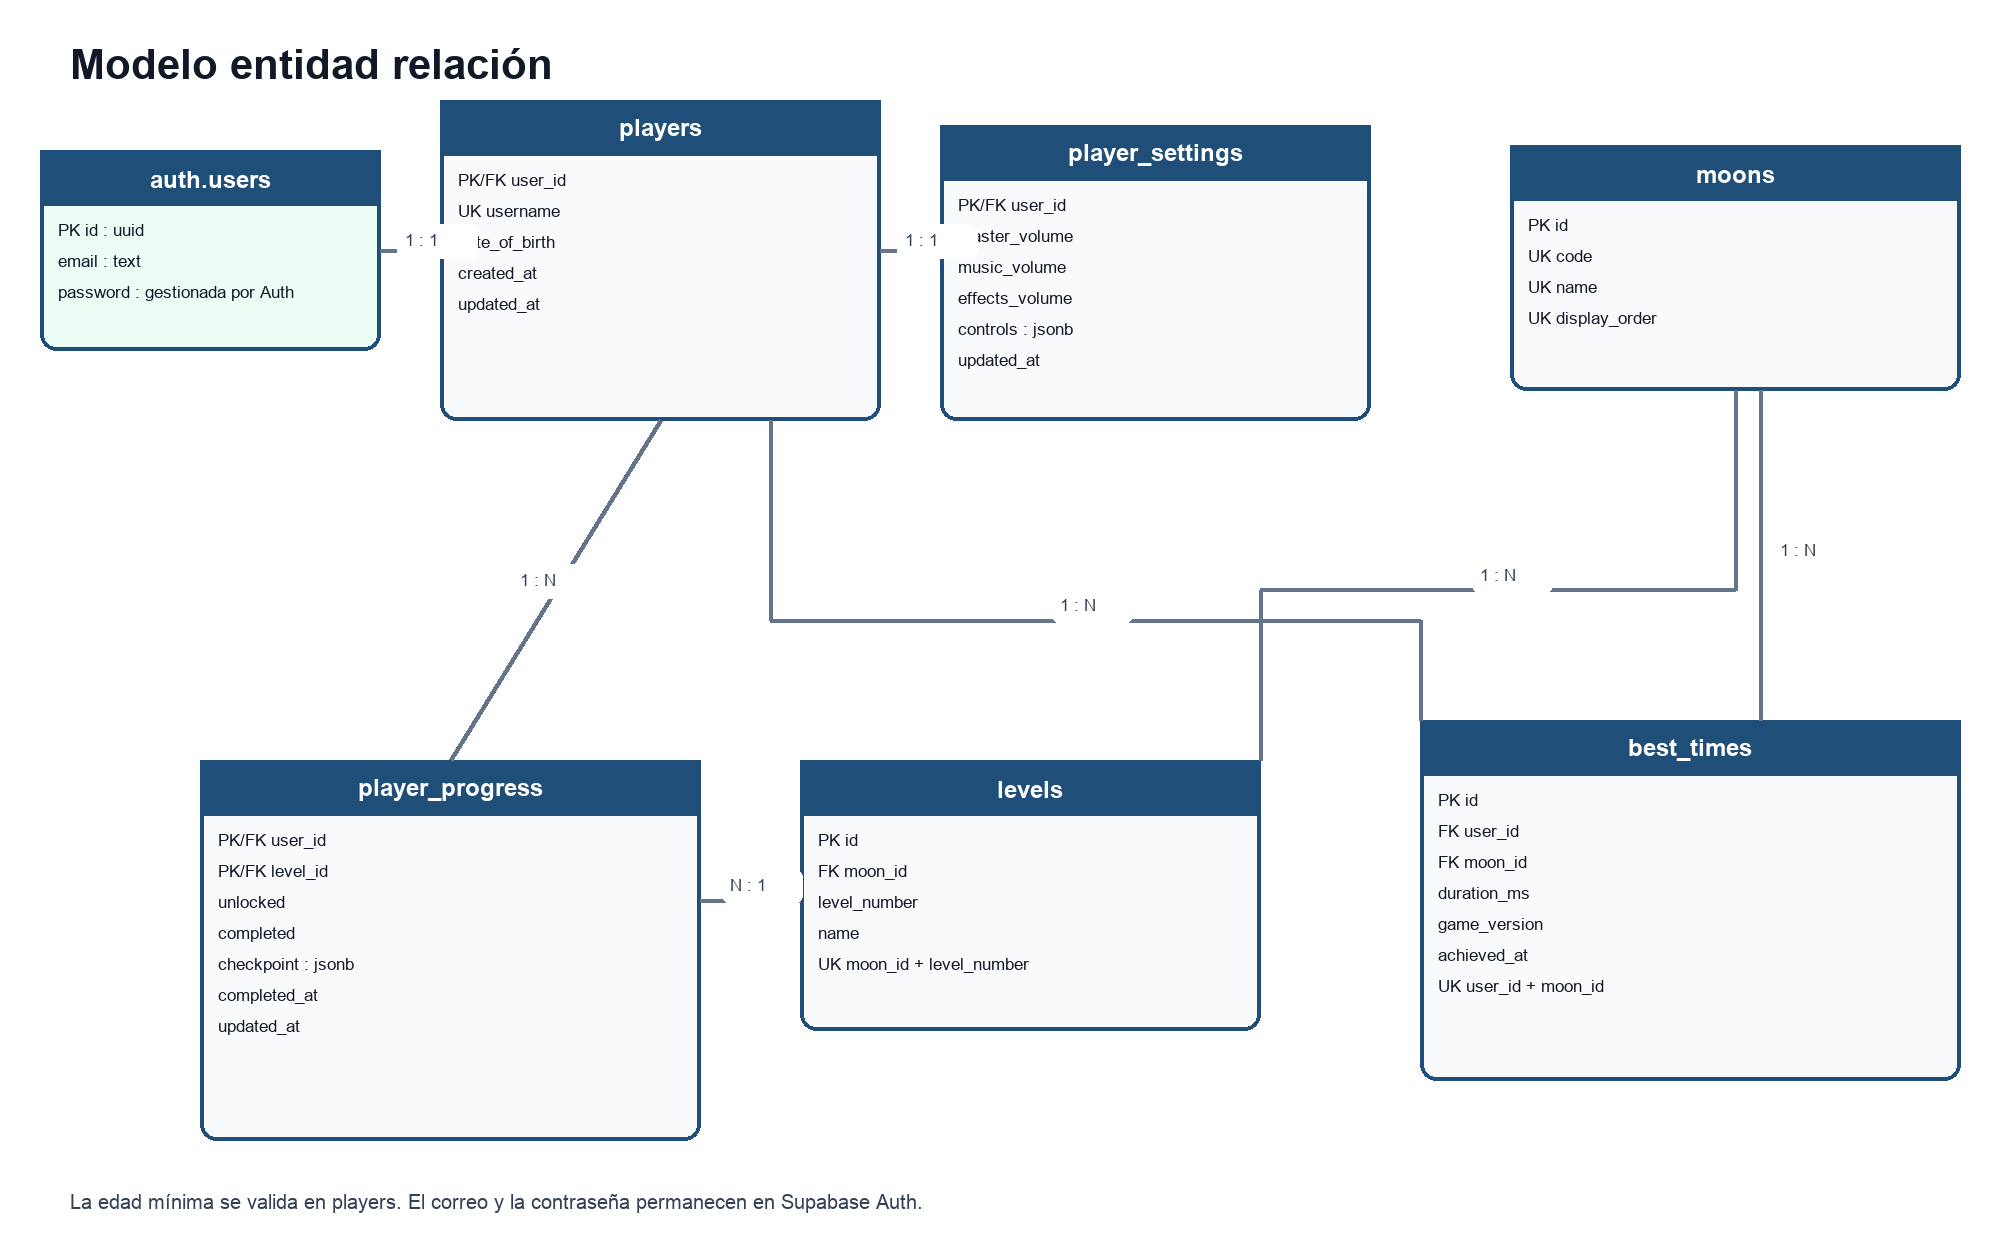 Modelo entidad relación
auth.users
PK id : uuid
email : text
password : gestionada por Auth
1 : 1
players
PK/FK user_id
UK username
te_of_birth
created_at
updated_at
1 : 1
player_settings
PK/FK user_id
aster_volume
music_volume
effects_volume
controls : jsonb
updated_at
moons
PK id
UK code
UK name
UK display_order
1 : N
1 : N
1 : N
1 : N
player_progress
PK/FK user_id
PK/FK level_id
unlocked
completed
checkpoint : jsonb
completed_at
updated_at
N : 1
levels
PK id
FK moon_id
level_number
name
UK moon_id + level_number
best_times
PK id
FK user_id
FK moon_id
duration_ms
game_version
achieved_at
UK user_id + moon_id
La edad mínima se valida en players. El correo y la contraseña permanecen en Supabase Auth.